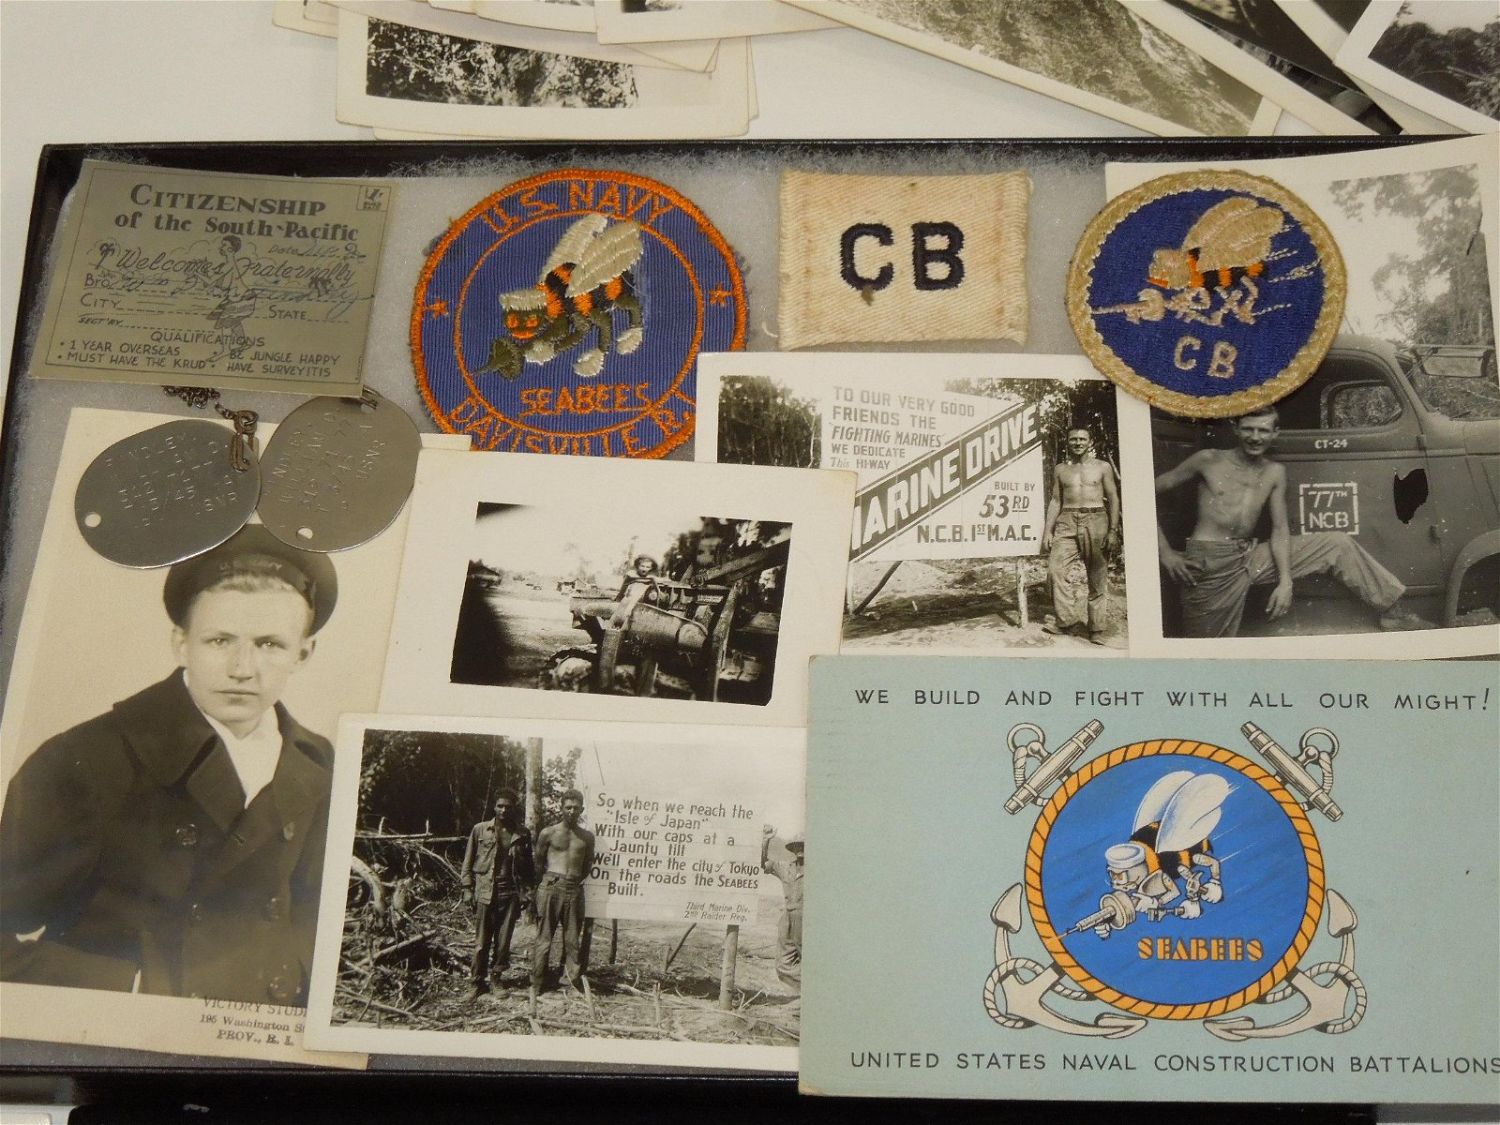 CITIZENSHIP
of the South-Pacific
Date
Welcomes Fraternally
Bro.
CITY
STATE
SECT'RY
QUALIFICATIONS
• 1 YEAR OVERSEAS • BE JUNGLE HAPPY
• MUST HAVE THE KRUD • HAVE SURVEYITIS
U.S. NAVY
SEABEES
DAVISVILLE R.I.
CB
CB
TO OUR VERY GOOD
FRIENDS THE
"FIGHTING MARINES"
WE DEDICATE
This HI-WAY
MARINE DRIVE
BUILT BY
53RD
N.C.B. 1ST M.A.C.
CT-24
77TH
NCB
So when we reach the
"Isle of Japan"
With our caps at a
Jaunty tilt
We'll enter the city of Tokyo
On the roads the SEABEES
Built.
Third Marine Div.
2nd Raider Reg.
VICTORY
Washington
PROV., R. I.
WE BUILD AND FIGHT WITH ALL OUR MIGHT!
SEABEES
UNITED STATES NAVAL CONSTRUCTION BATTALIONS